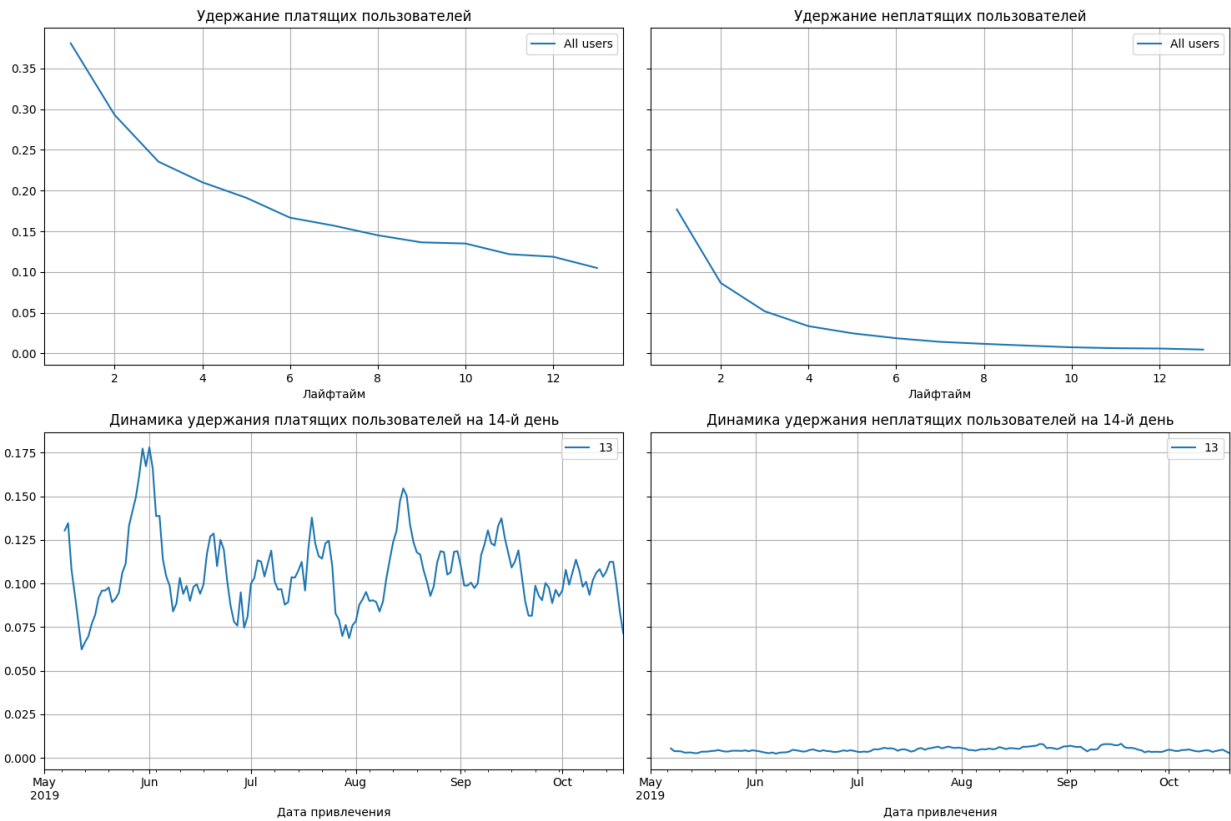 Удержание платящих пользователей
All users
0.35
0.30
0.25
0.20
0.15
0.10
0.05
0.00
2 4 6 8 10 12
Лайфтайм
Удержание неплатящих пользователей
All users
2 4 6 8 10 12
Лайфтайм
Динамика удержания платящих пользователей на 14-й день
13
0.175
0.150
0.125
0.100
0.075
0.050
0.025
0.000
May Jun Jul Aug Sep Oct
2019
Дата привлечения
Динамика удержания неплатящих пользователей на 14-й день
13
May Jun Jul Aug Sep Oct
2019
Дата привлечения